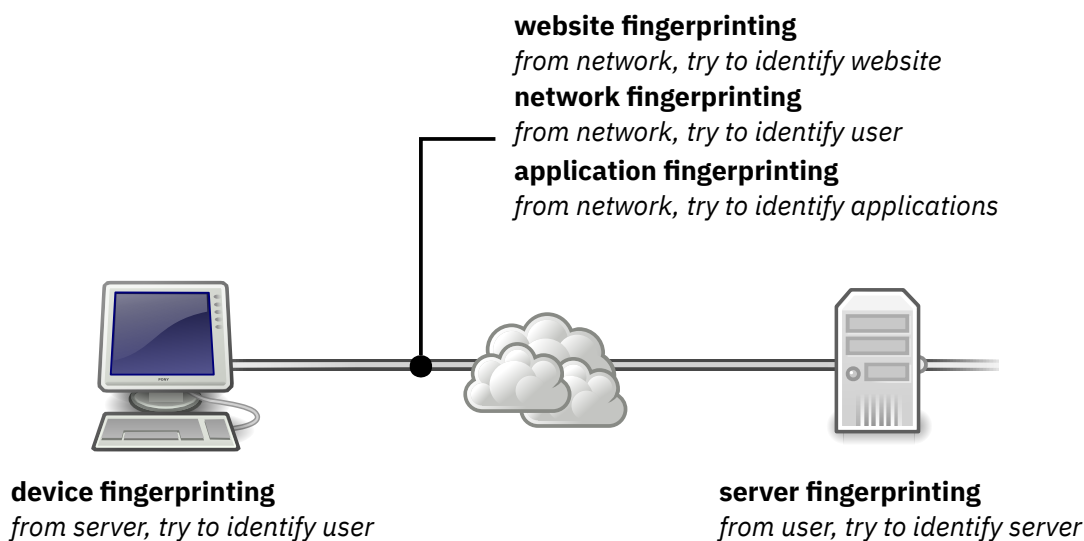 website fingerprinting
from network, try to identify website
network fingerprinting
from network, try to identify user
application fingerprinting
from network, try to identify applications
device fingerprinting
from server, try to identify user
server fingerprinting
from user, try to identify server